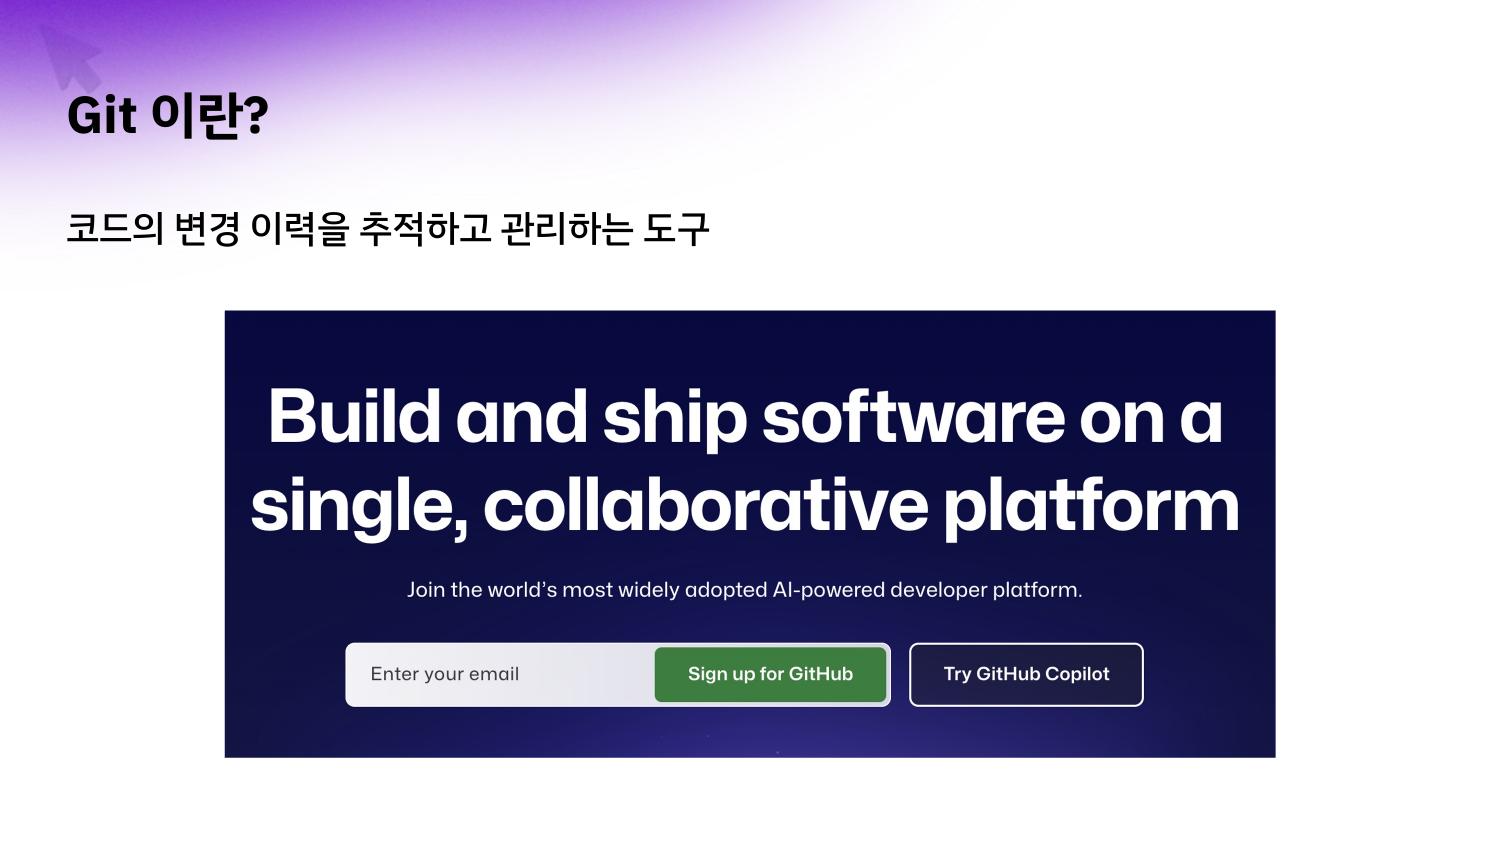 Git 이란?
코드의 변경 이력을 추적하고 관리하는 도구
Build and ship software on a
single, collaborative platform
Join the world’s most widely adopted AI-powered developer platform.
Enter your email
Sign up for GitHub
Try GitHub Copilot